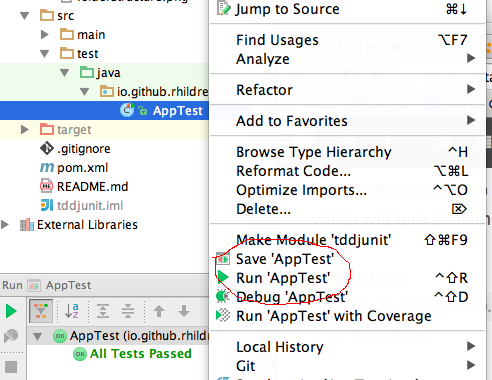 Jump to Source ⌘↓
src
main
test
java
io.github.rhildre
AppTest
target
.gitignore
pom.xml
README.md
tddjunit.iml
External Libraries
Find Usages ⌥F7
Analyze
Refactor
Add to Favorites
Browse Type Hierarchy ^H
Reformat Code... ⌥⌘L
Optimize Imports... ^⌥O
Delete... ⌦
Make Module 'tddjunit' ⇧⌘F9
Save 'AppTest'
Run 'AppTest' ^⇧R
Debug 'AppTest' ^⇧D
Run 'AppTest' with Coverage
Local History
Git
Run AppTest
AppTest (io.github.rhildre
All Tests Passed